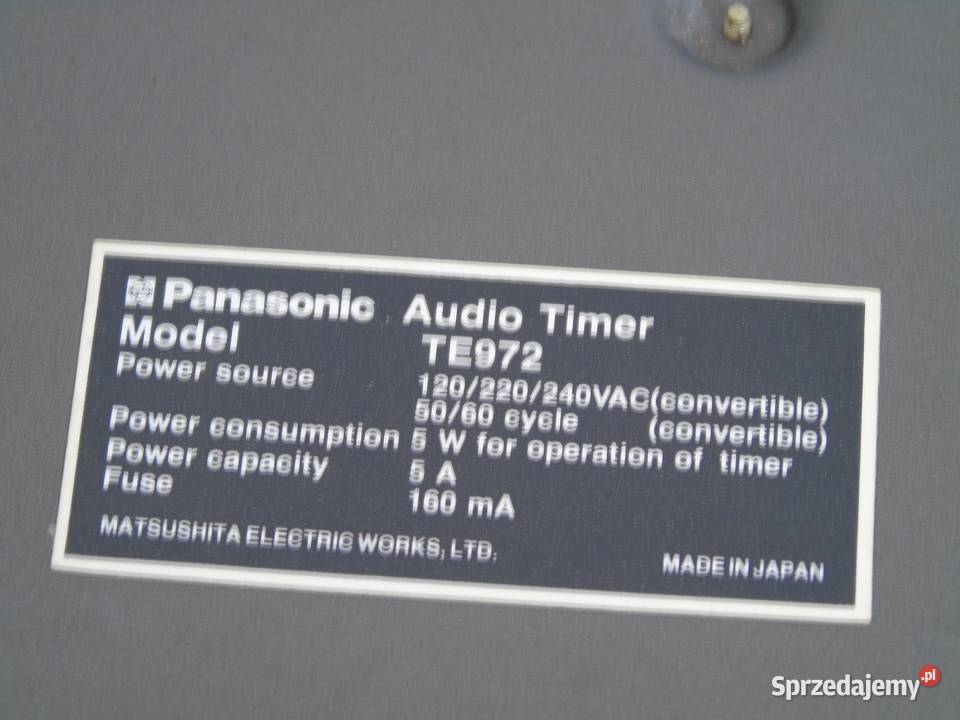 Panasonic Audio Timer
Model TE972
Power source 120/220/240VAC(convertible)
50/60 cycle (convertible)
Power consumption 5 W for operation of timer
Power capacity 5 A
Fuse 160 mA
MATSUSHITA ELECTRIC WORKS, LTD. MADE IN JAPAN
Sprzedajemy.pl